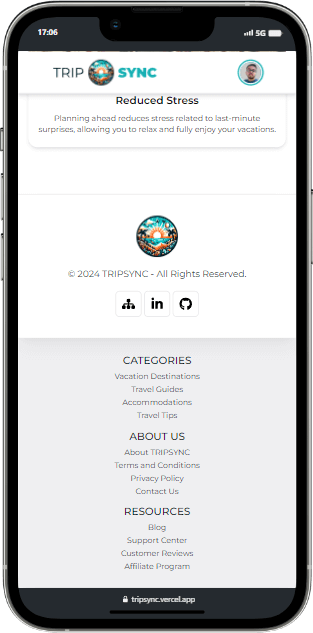 17:06
5G
TRIP SYNC
Reduced Stress
Planning ahead reduces stress related to last-minute
surprises, allowing you to relax and fully enjoy your vacations.
© 2024 TRIPSYNC - All Rights Reserved.
in
CATEGORIES
Vacation Destinations
Travel Guides
Accommodations
Travel Tips
ABOUT US
About TRIPSYNC
Terms and Conditions
Privacy Policy
Contact Us
RESOURCES
Blog
Support Center
Customer Reviews
Affiliate Program
tripsync.vercel.app